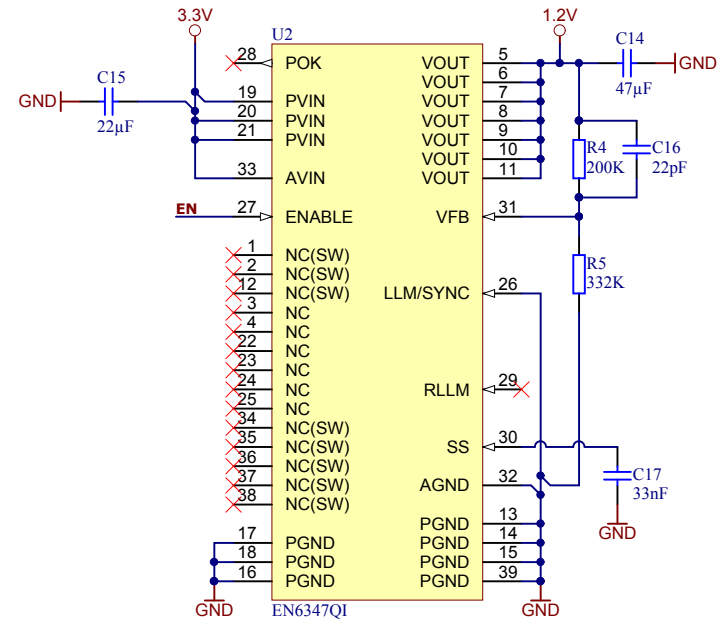 3.3V
1.2V
U2
C14
28 POK VOUT 5
GND
VOUT 6
C15
47µF
19 PVIN VOUT 7
GND
20 PVIN VOUT 8
22µF
21 PVIN VOUT 9
R4
C16
VOUT 10
200K
22pF
33 AVIN VOUT 11
EN
27 ENABLE VFB 31
1 NC(SW)
R5
2 NC(SW)
332K
12 NC(SW) LLM/SYNC 26
3 NC
4 NC
22 NC
23 NC
24 NC RLLM 29
25 NC
34 NC(SW)
35 NC(SW) SS 30
36 NC(SW)
C17
37 NC(SW) AGND 32
33nF
38 NC(SW)
PGND 13
GND
17 PGND PGND 14
18 PGND PGND 15
16 PGND PGND 39
GND
EN6347QI
GND